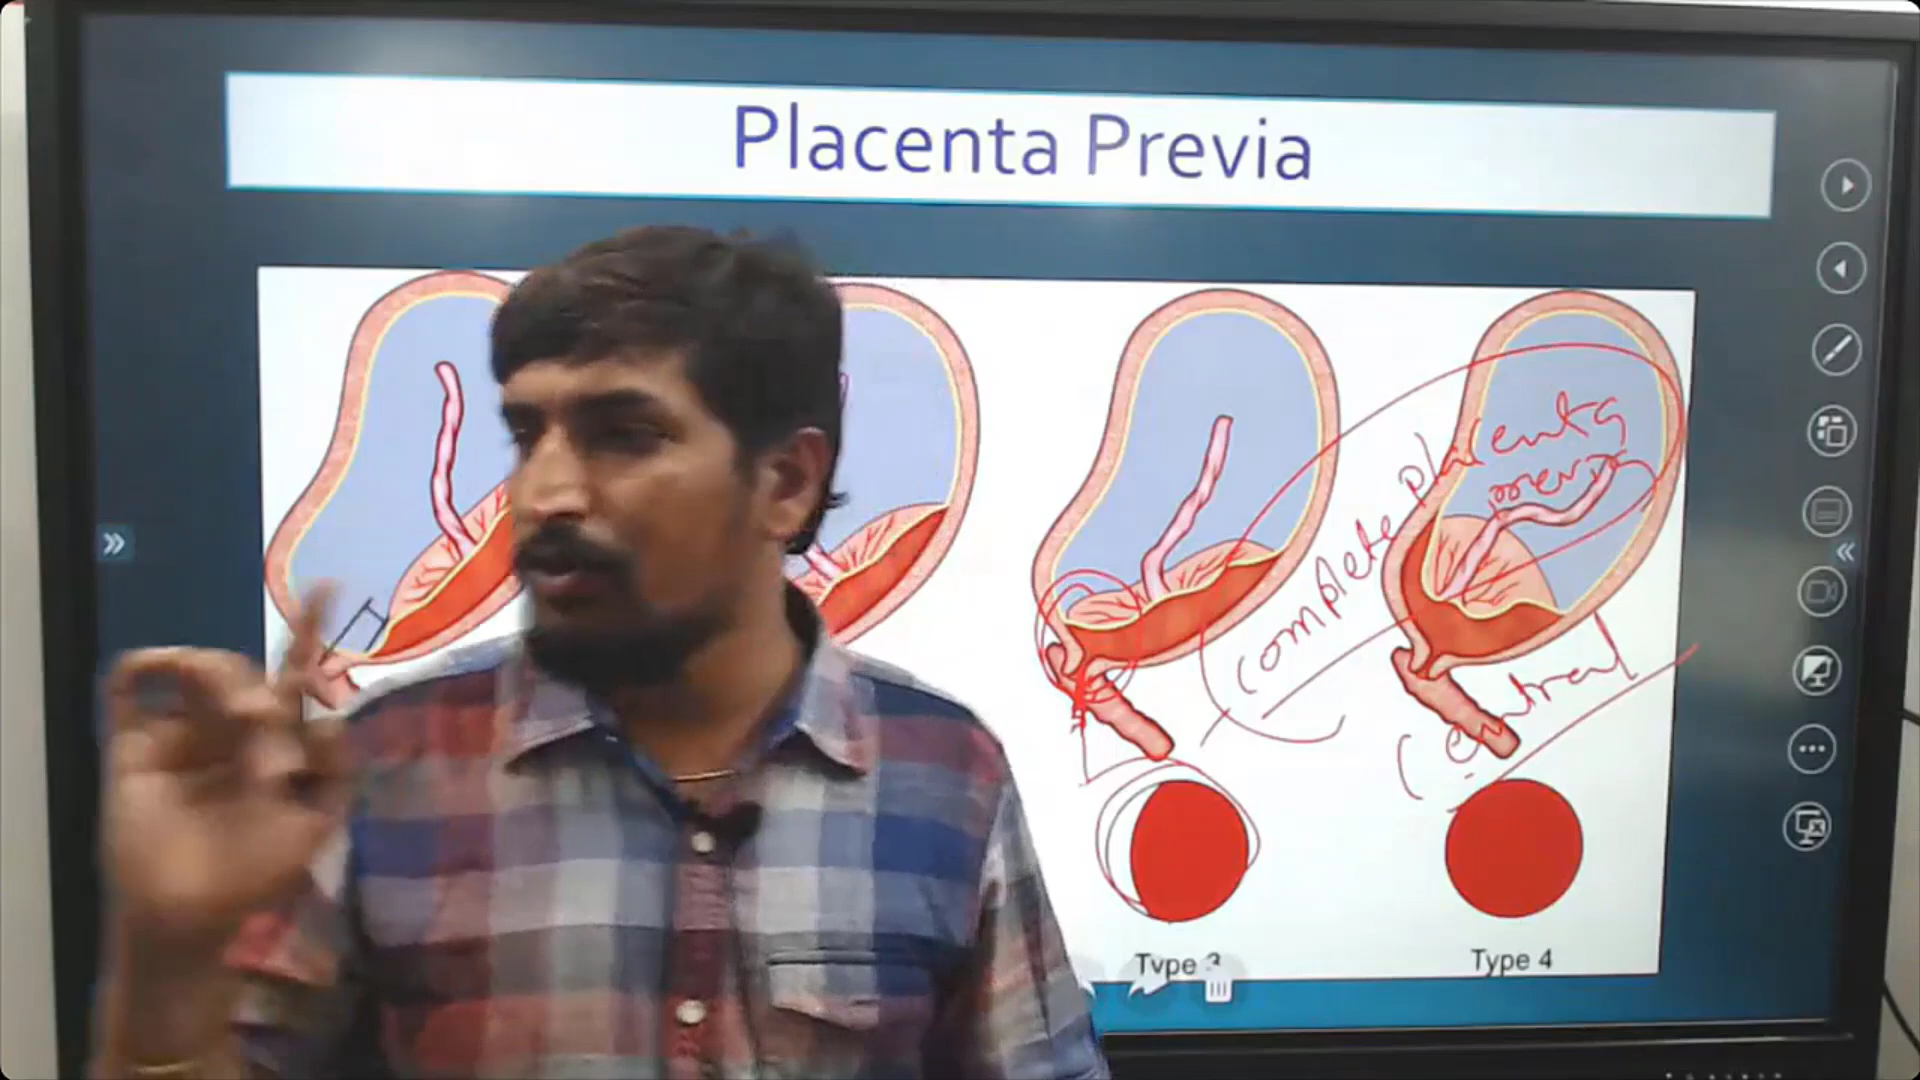 Placenta Previa
complete placenta
previa
central
Type 3
Type 4